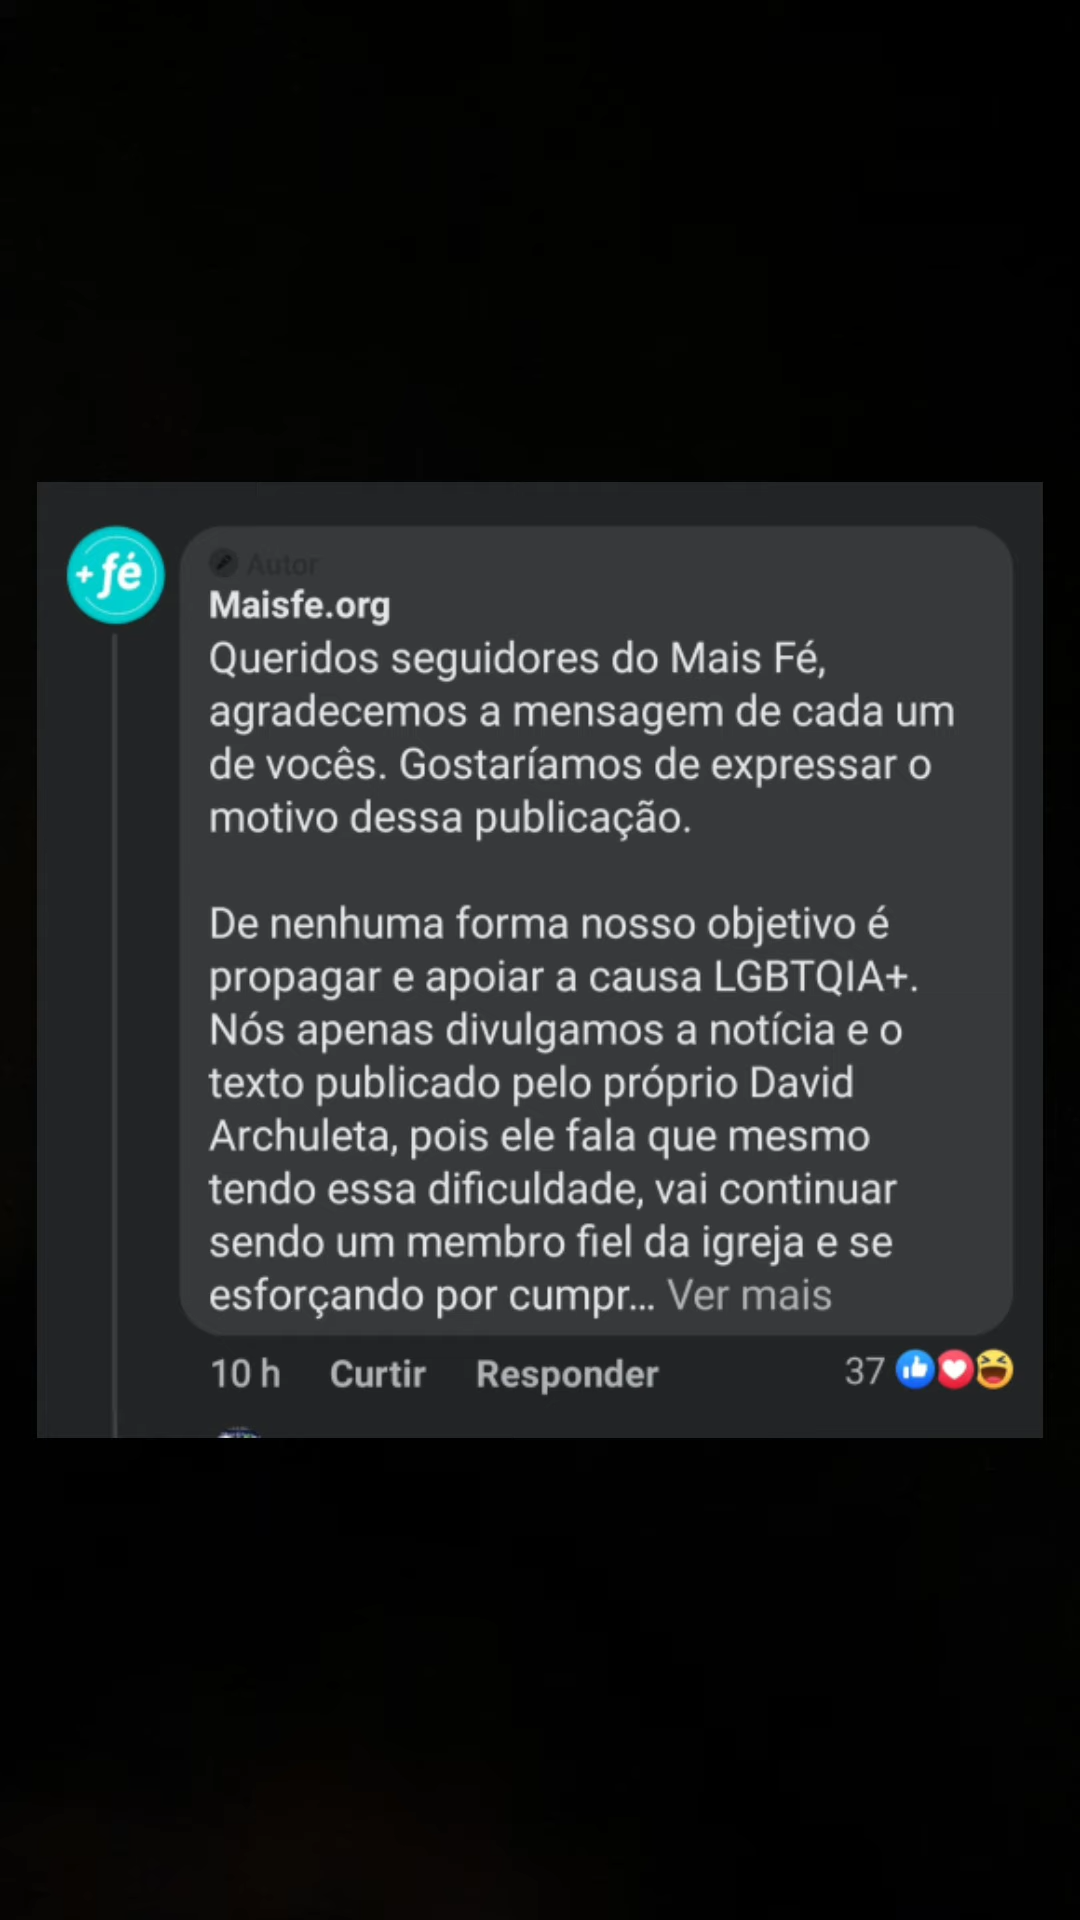 + fé
Autor
Maisfe.org
Queridos seguidores do Mais Fé,
agradecemos a mensagem de cada um
de vocês. Gostaríamos de expressar o
motivo dessa publicação.
De nenhuma forma nosso objetivo é
propagar e apoiar a causa LGBTQIA+.
Nós apenas divulgamos a notícia e o
texto publicado pelo próprio David
Archuleta, pois ele fala que mesmo
tendo essa dificuldade, vai continuar
sendo um membro fiel da igreja e se
esforçando por cumpr... Ver mais
10 h Curtir Responder 37